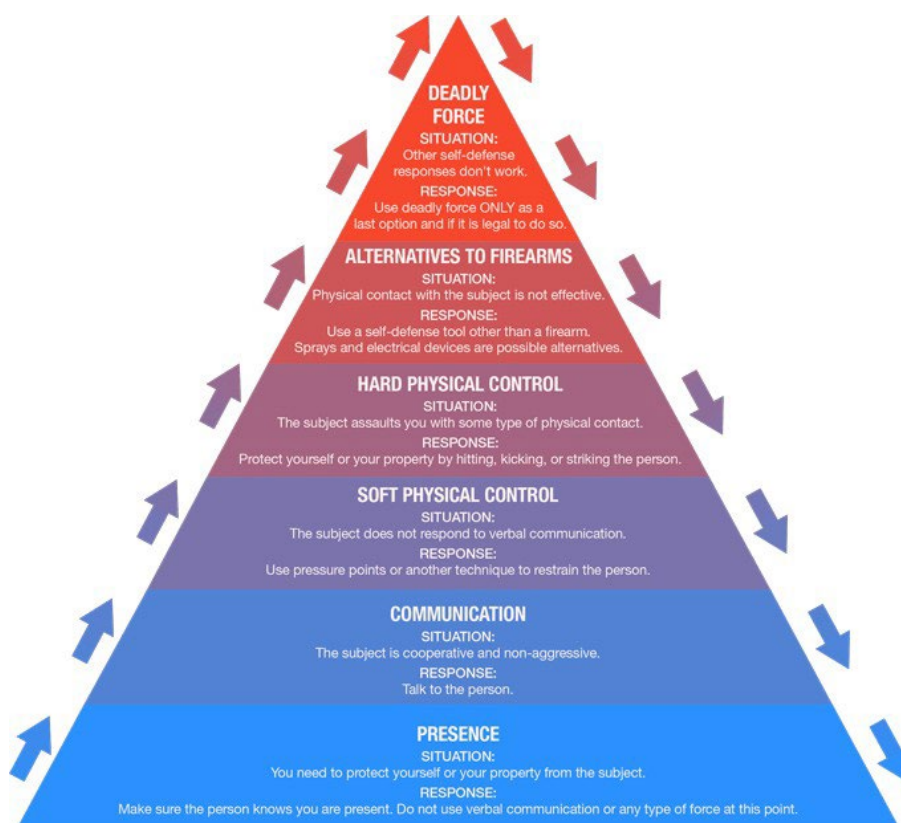 DEADLY
FORCE
SITUATION:
Other self-defense
responses don't work.
RESPONSE:
Use deadly force ONLY as a
last option and if it is legal to do so.
ALTERNATIVES TO FIREARMS
SITUATION:
Physical contact with the subject is not effective.
RESPONSE:
Use a self-defense tool other than a firearm.
Sprays and electrical devices are possible alternatives.
HARD PHYSICAL CONTROL
SITUATION:
The subject assaults you with some type of physical contact.
RESPONSE:
Protect yourself or your property by hitting, kicking, or striking the person.
SOFT PHYSICAL CONTROL
SITUATION:
The subject does not respond to verbal communication.
RESPONSE:
Use pressure points or another technique to restrain the person.
COMMUNICATION
SITUATION:
The subject is cooperative and non-aggressive.
RESPONSE:
Talk to the person.
PRESENCE
SITUATION:
You need to protect yourself or your property from the subject.
RESPONSE:
Make sure the person knows you are present. Do not use verbal communication or any type of force at this point.